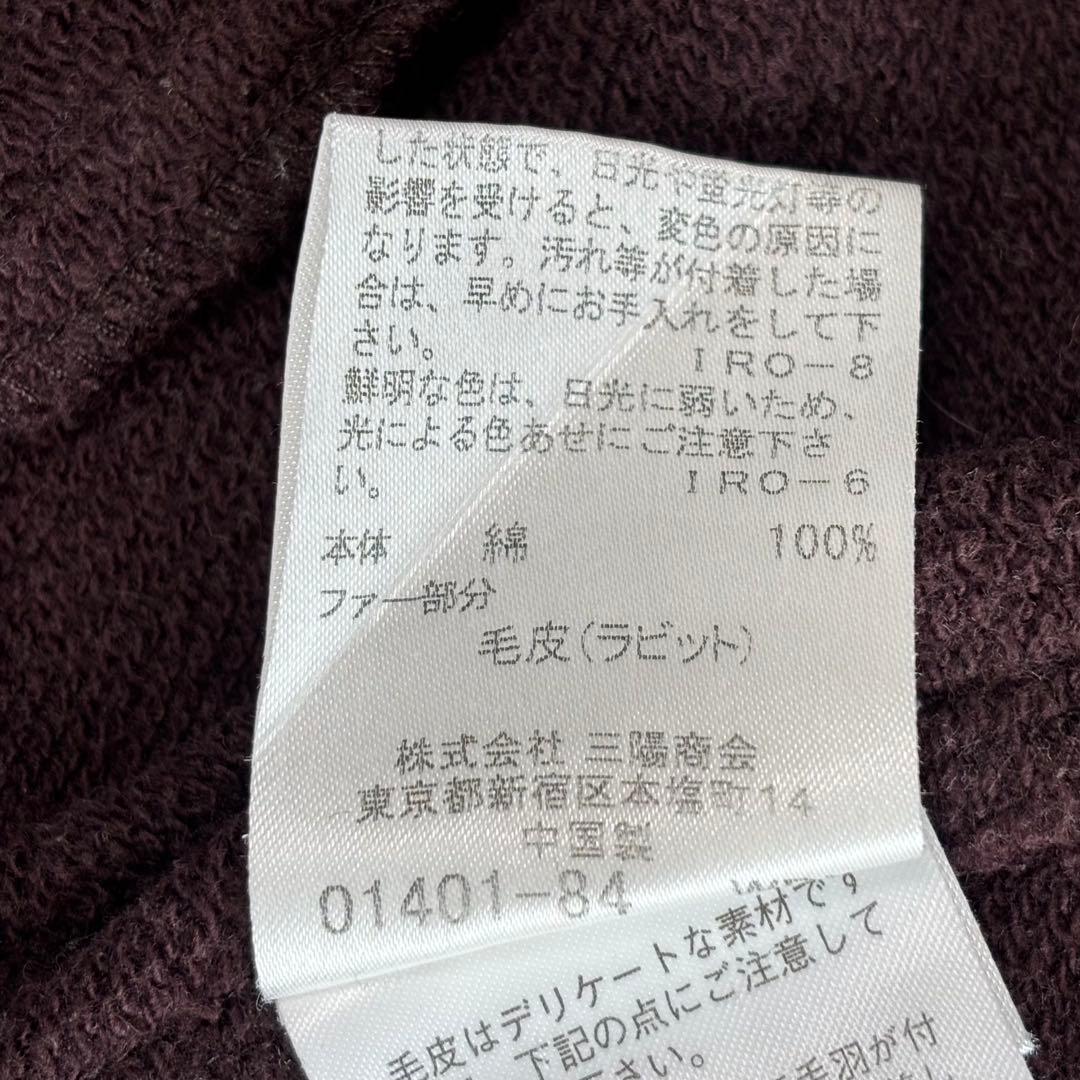 した状態で、日光や蛍光灯等の
影響を受けると、変色の原因に
なります。汚れ等が付着した場
合は、早めにお手入れをして下
さい。 IRO-8
鮮明な色は、日光に弱いため、
光による色あせにご注意下さ
い。 IRO-6
本体 綿 100%
ファー部分
毛皮(ラビット)
株式会社 三陽商会
東京都新宿区本塩町14
中国製
01401-84
毛皮はデリケートな素材です
下記の点にご注意して
さい。
毛羽が付